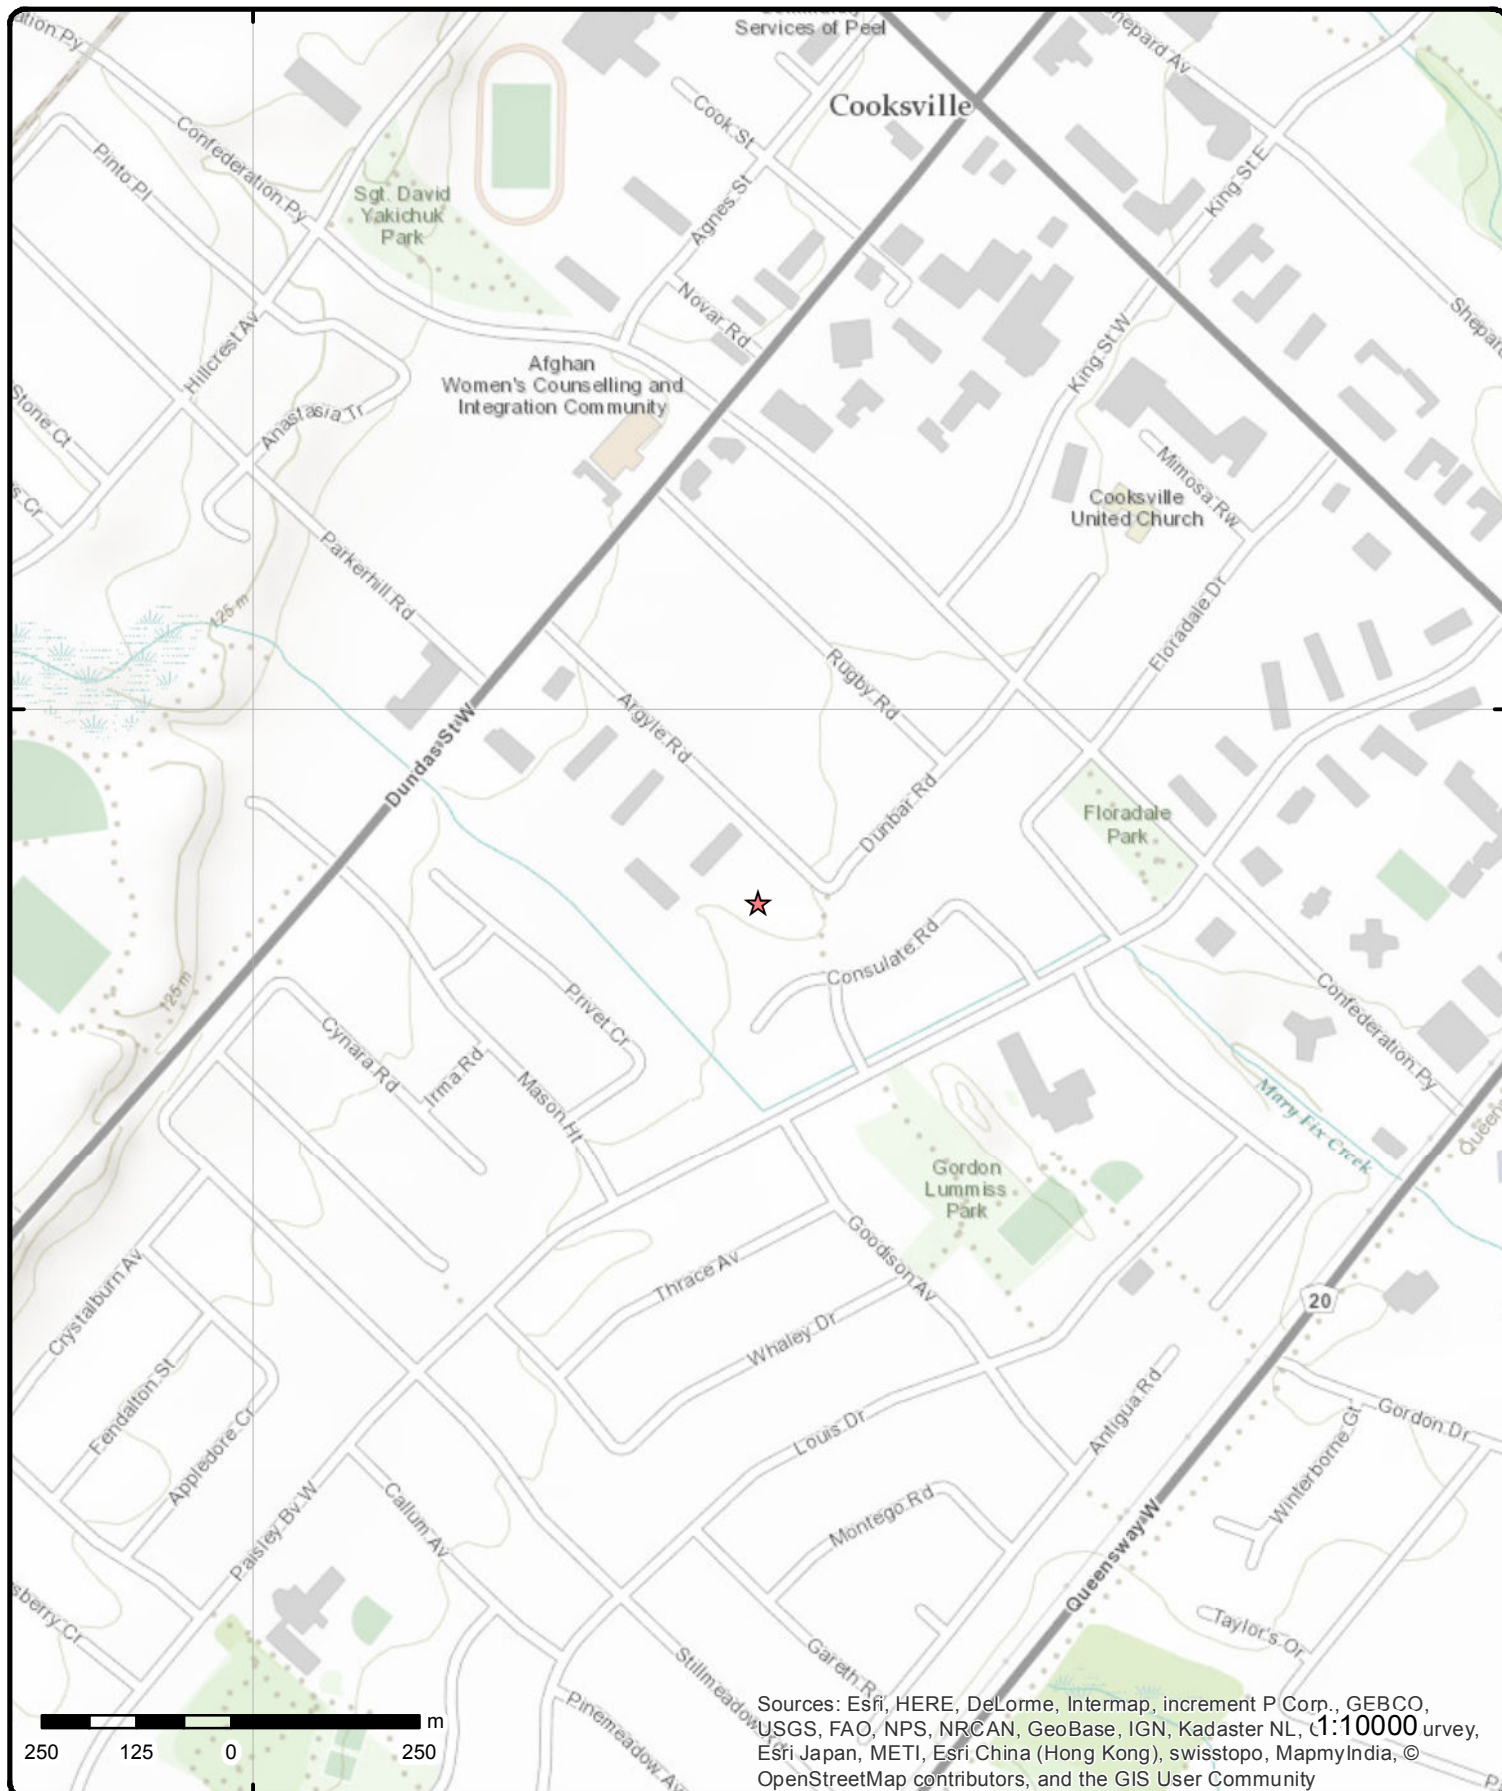 Services of Peel
Cooksville
Cook St
Confederation Py
Pinto Pl
Sgt. David
Yakichuk
Park
Agnes St
King St E
Novar Rd
Hillcrest Av
Afghan
Women's Counselling and
Integration Community
King St W
Anastasia Tr
Stone Ct
Mimosa Rw
Cooksville
United Church
Parkerhill Rd
125 m
Floradale Dr
Rugby Rd
Argyle Rd
Dundas St W
Dunbar Rd
Floradale
Park
Consulate Rd
125 m
Privet Cr
Cynara Rd
Irma Rd
Mason Ht
Confederation Py
Mary Fix Creek
Gordon
Lummiss
Park
Goodison Av
Thrace Av
Crystalburn Av
Whaley Dr
20
Fendalton St
Appledore Cr
Louis Dr
Antigua Rd
Gordon Dr
Winterborne Gt
Callum Av
Paisley Bv W
Montego Rd
Queensway W
Taylor's Or
Gareth R
Stillmeadow Rd
Pinemeadow Av
250 125 0 250 m
1:10000
Sources: Esri, HERE, DeLorme, Intermap, increment P Corp., GEBCO,
USGS, FAO, NPS, NRCAN, GeoBase, IGN, Kadaster NL, urvey,
Esri Japan, METI, Esri China (Hong Kong), swisstopo, MapmyIndia, ©
OpenStreetMap contributors, and the GIS User Community